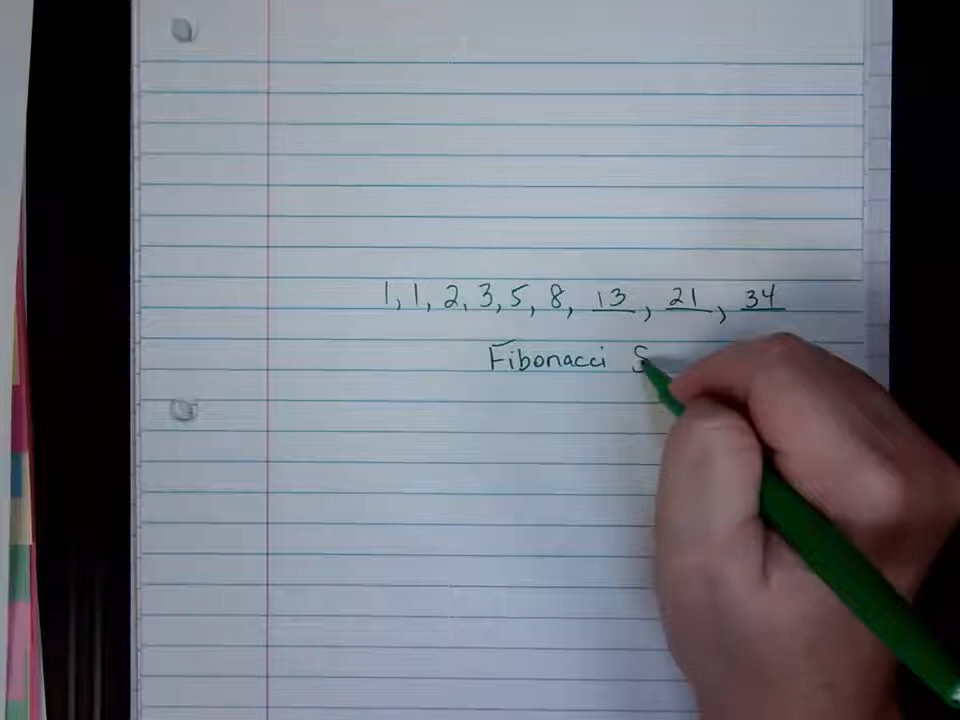 1, 1, 2, 3, 5, 8, 13, 21, 34
Fibonacci S